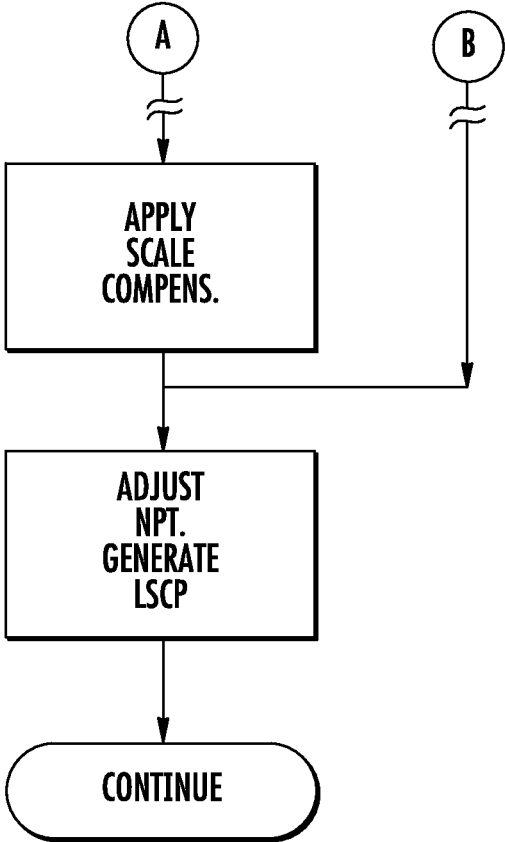 A
B
APPLY
SCALE
COMPENS.
ADJUST
NPT.
GENERATE
LSCP
CONTINUE